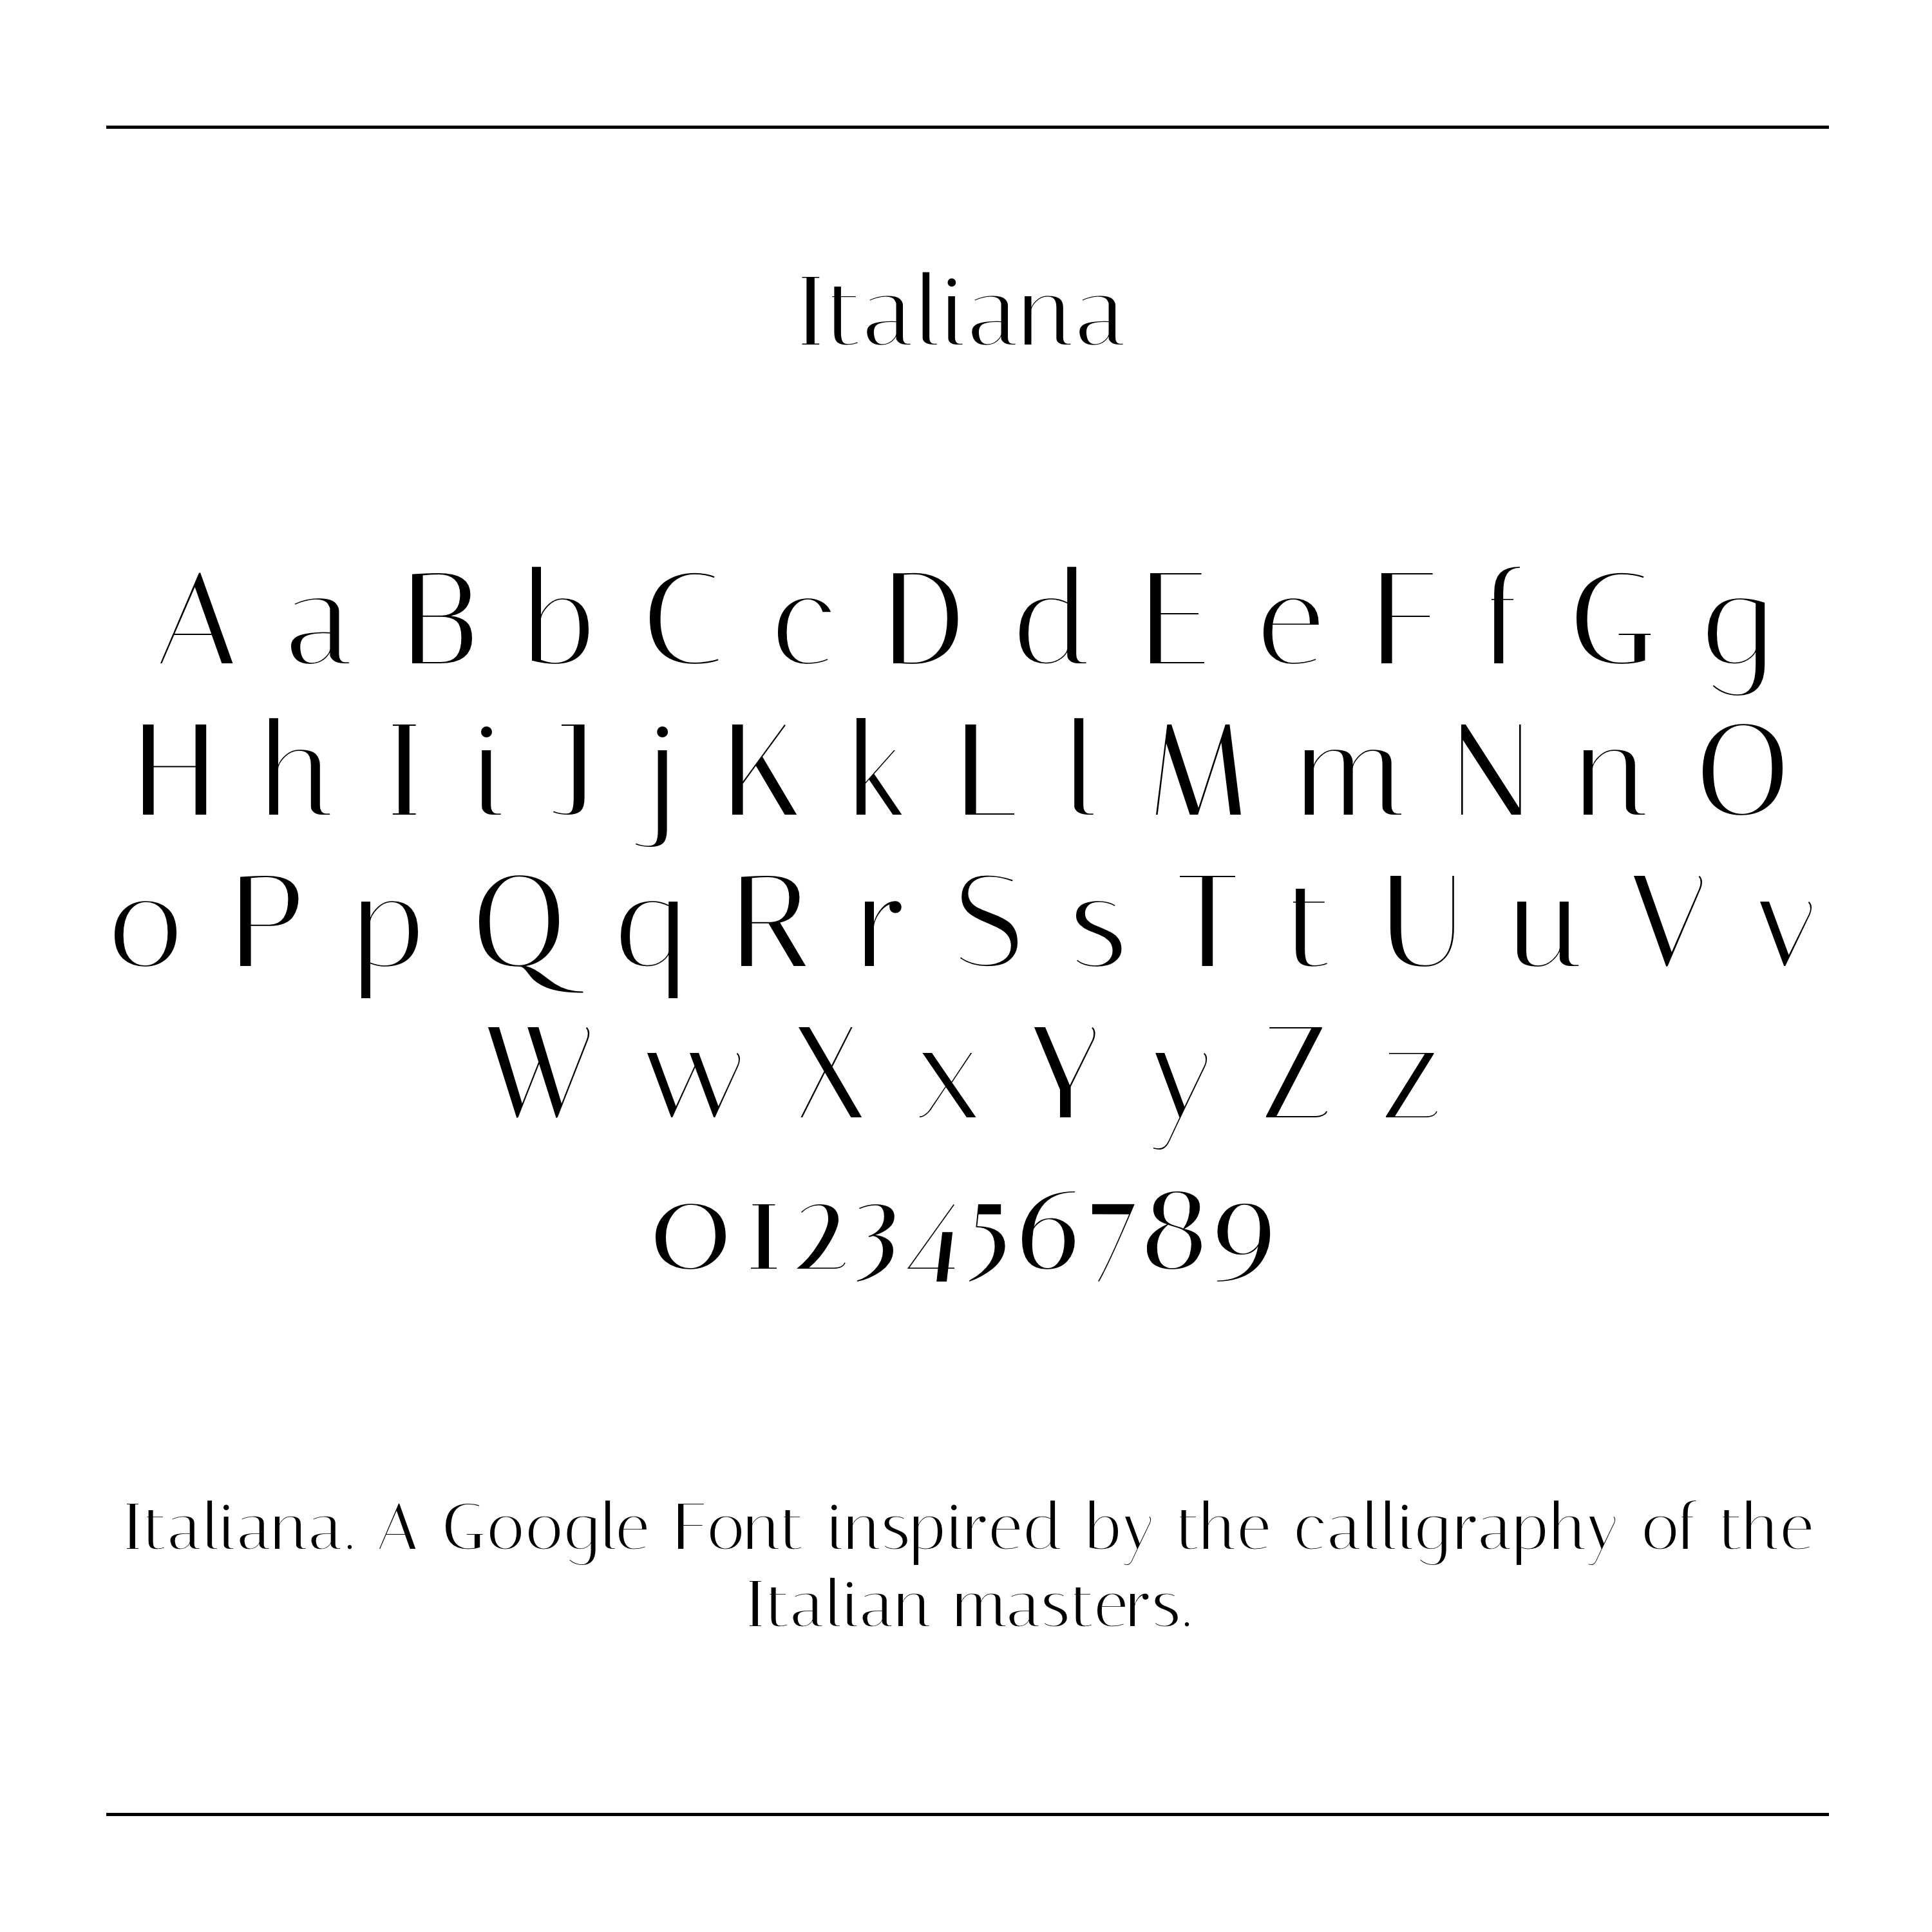 Italiana
A a B b C c D d E e F f G g
H h I i J j K k L l M m N n O
o P p Q q R r S s T t U u V v
W w X x Y y Z z
0123456789
Italiana. A Google Font inspired by the calligraphy of the
Italian masters.